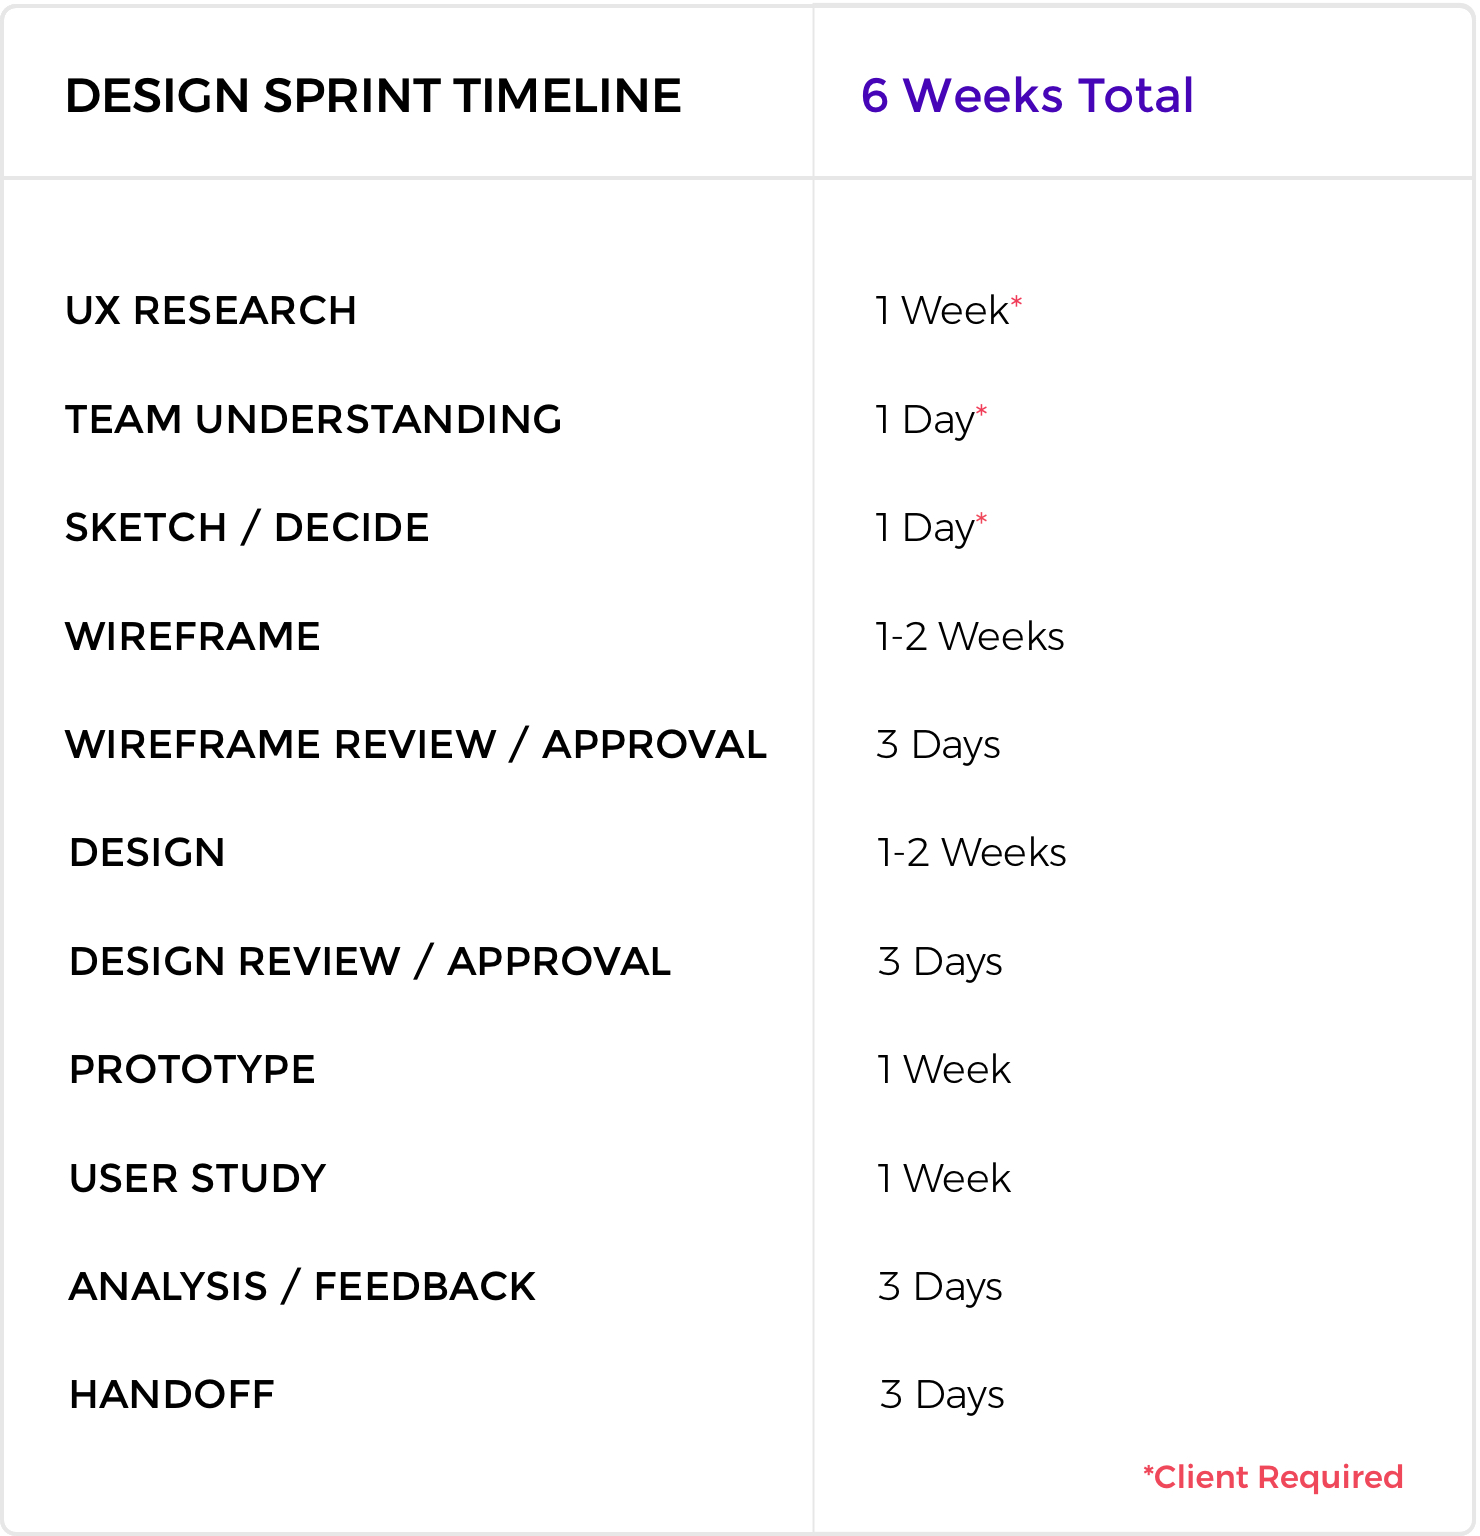 DESIGN SPRINT TIMELINE 6 Weeks Total
UX RESEARCH 1 Week*
TEAM UNDERSTANDING 1 Day*
SKETCH / DECIDE 1 Day*
WIREFRAME 1-2 Weeks
WIREFRAME REVIEW / APPROVAL 3 Days
DESIGN 1-2 Weeks
DESIGN REVIEW / APPROVAL 3 Days
PROTOTYPE 1 Week
USER STUDY 1 Week
ANALYSIS / FEEDBACK 3 Days
HANDOFF 3 Days
*Client Required